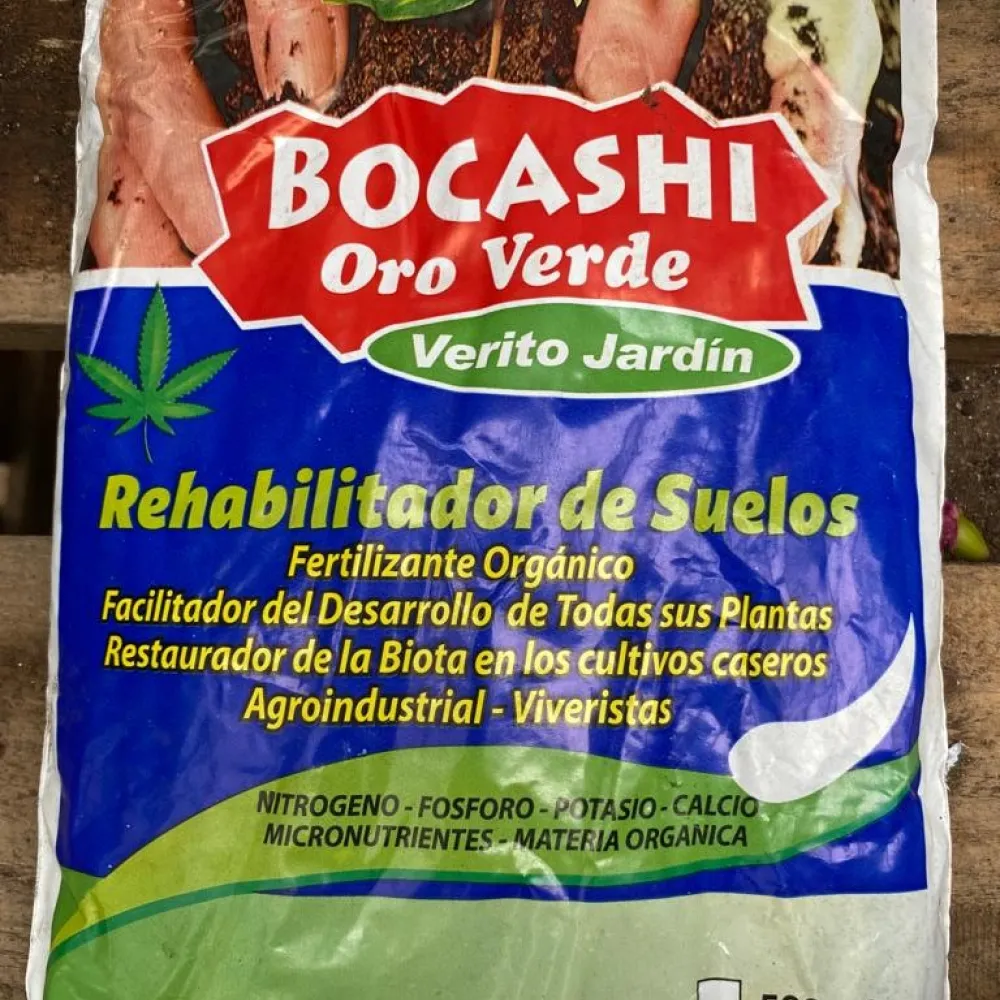 BOCASHI
Oro Verde
Verito Jardín
Rehabilitador de Suelos
Fertilizante Orgánico
Facilitador del Desarrollo de Todas sus Plantas
Restaurador de la Biota en los cultivos caseros
Agroindustrial - Viveristas
NITROGENO - FOSFORO - POTASIO - CALCIO
MICRONUTRIENTES - MATERIA ORGANICA